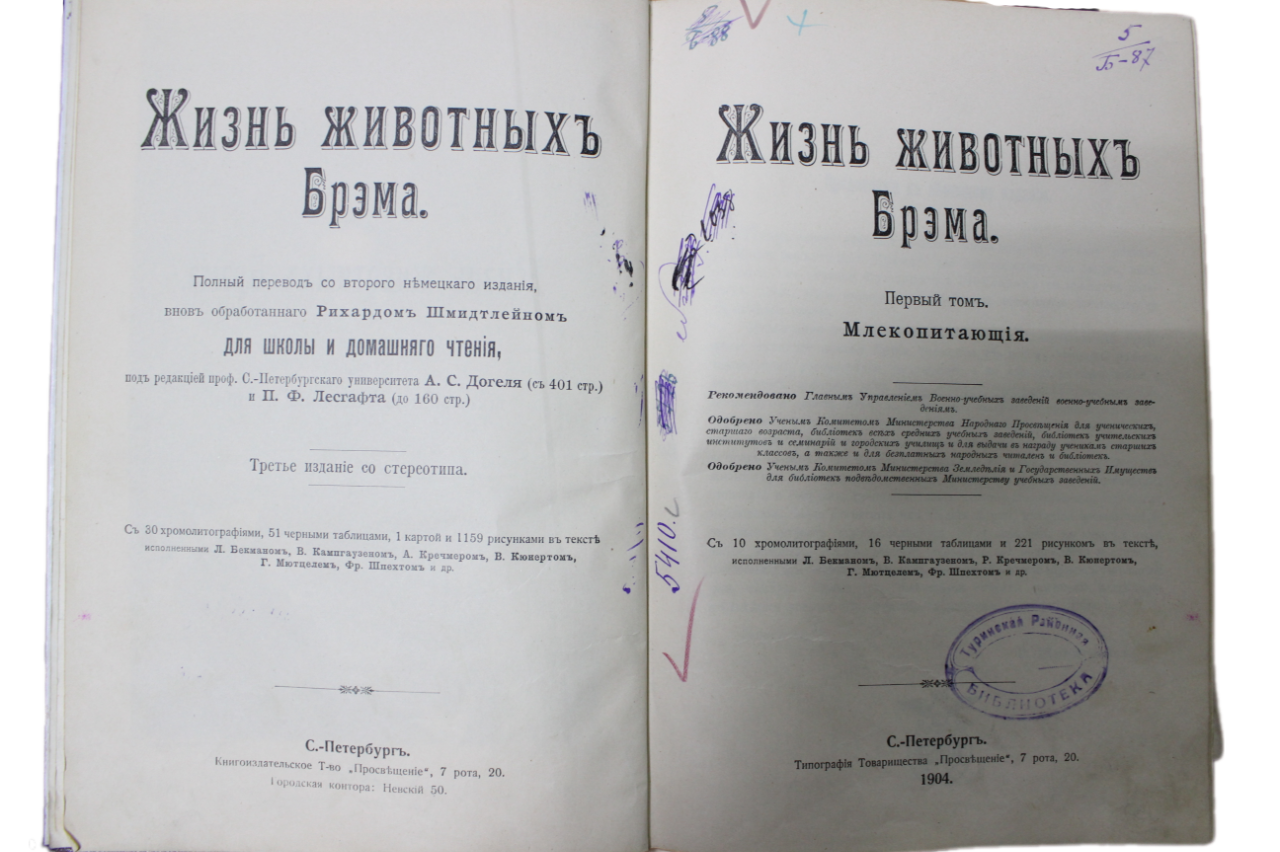 Жизнь животныхъ
Брэма.
Полный переводъ со второго нѣмецкаго изданія,
вновь обработаннаго Рихардомъ Шмидтлейномъ
для школы и домашняго чтенія,
подъ редакціей проф. С.-Петербургскаго университета А. С. Догеля (съ 401 стр.)
и П. Ф. Лесгафта (до 160 стр.)
Третье изданіе со стереотипа.
Съ 30 хромолитографіями, 51 черными таблицами, 1 картой и 1159 рисунками въ текстѣ
исполненными Л. Бекманомъ, В. Кампгаузеномъ, А. Кречмеромъ, В. Кюнертомъ,
Г. Мютцелемъ, Фр. Шпехтомъ и др.
С.-Петербургъ.
Книгоиздательское Т-во „Просвѣщеніе“, 7 рота, 20.
Городская контора: Невскій 50.
5
Б-88
5
Б-87
Жизнь животныхъ
Брэма.
Первый томъ.
Млекопитающія.
Рекомендовано Главнымъ Управленіемъ Военно-учебныхъ заведеній военно-учебнымъ заве-
деніямъ.
Одобрено Ученымъ Комитетомъ Министерства Народнаго Просвѣщенія для ученическихъ,
старшаго возраста, библіотекъ всѣхъ среднихъ учебныхъ заведеній, библіотекъ учительскихъ
институтовъ и семинарій и городскихъ училищъ и для выдачи въ награду ученикамъ старшихъ
классовъ, а также и для безплатныхъ народныхъ читаленъ и библіотекъ.
Одобрено Ученымъ Комитетомъ Министерства Земледѣлія и Государственныхъ Имуществъ
для библіотекъ подвѣдомственныхъ Министерству учебныхъ заведеній.
5410.
Съ 10 хромолитографіями, 16 черными таблицами и 221 рисункомъ въ текстѣ,
исполненными Л. Бекманомъ, В. Кампгаузеномъ, Р. Кречмеромъ, В. Кюнертомъ,
Г. Мютцелемъ, Фр. Шпехтомъ и др.
Туринская Районная
БИБЛИОТЕКА
С.-Петербургъ.
Типографія Товарищества „Просвѣщеніе“, 7 рота, 20.
1904.